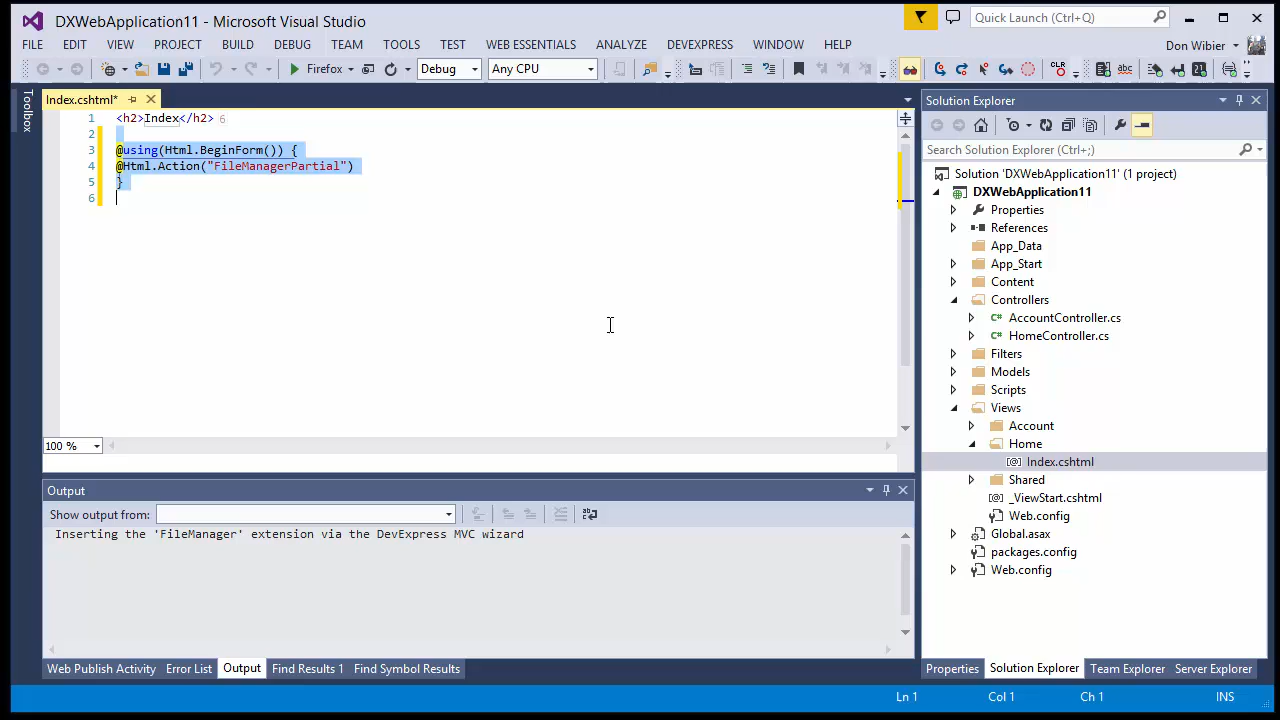 DXWebApplication11 - Microsoft Visual Studio
Quick Launch (Ctrl+Q)
FILE EDIT VIEW PROJECT BUILD DEBUG TEAM TOOLS TEST WEB ESSENTIALS ANALYZE DEVEXPRESS WINDOW HELP
Don Wibier
Firefox
Debug
Any CPU
CLR
abc
Toolbox
Index.cshtml*
1 <h2>Index</h2> 6
2
3 @using(Html.BeginForm()) {
4 @Html.Action("FileManagerPartial")
5 }
6
100 %
Output
Show output from:
Inserting the 'FileManager' extension via the DevExpress MVC wizard
Web Publish Activity Error List Output Find Results 1 Find Symbol Results
Solution Explorer
Search Solution Explorer (Ctrl+;)
Solution 'DXWebApplication11' (1 project)
DXWebApplication11
Properties
References
App_Data
App_Start
Content
Controllers
C# AccountController.cs
C# HomeController.cs
Filters
Models
Scripts
Views
Account
Home
[@] Index.cshtml
Shared
[@] _ViewStart.cshtml
Web.config
Global.asax
packages.config
Web.config
Properties Solution Explorer Team Explorer Server Explorer
Ln 1 Col 1 Ch 1 INS